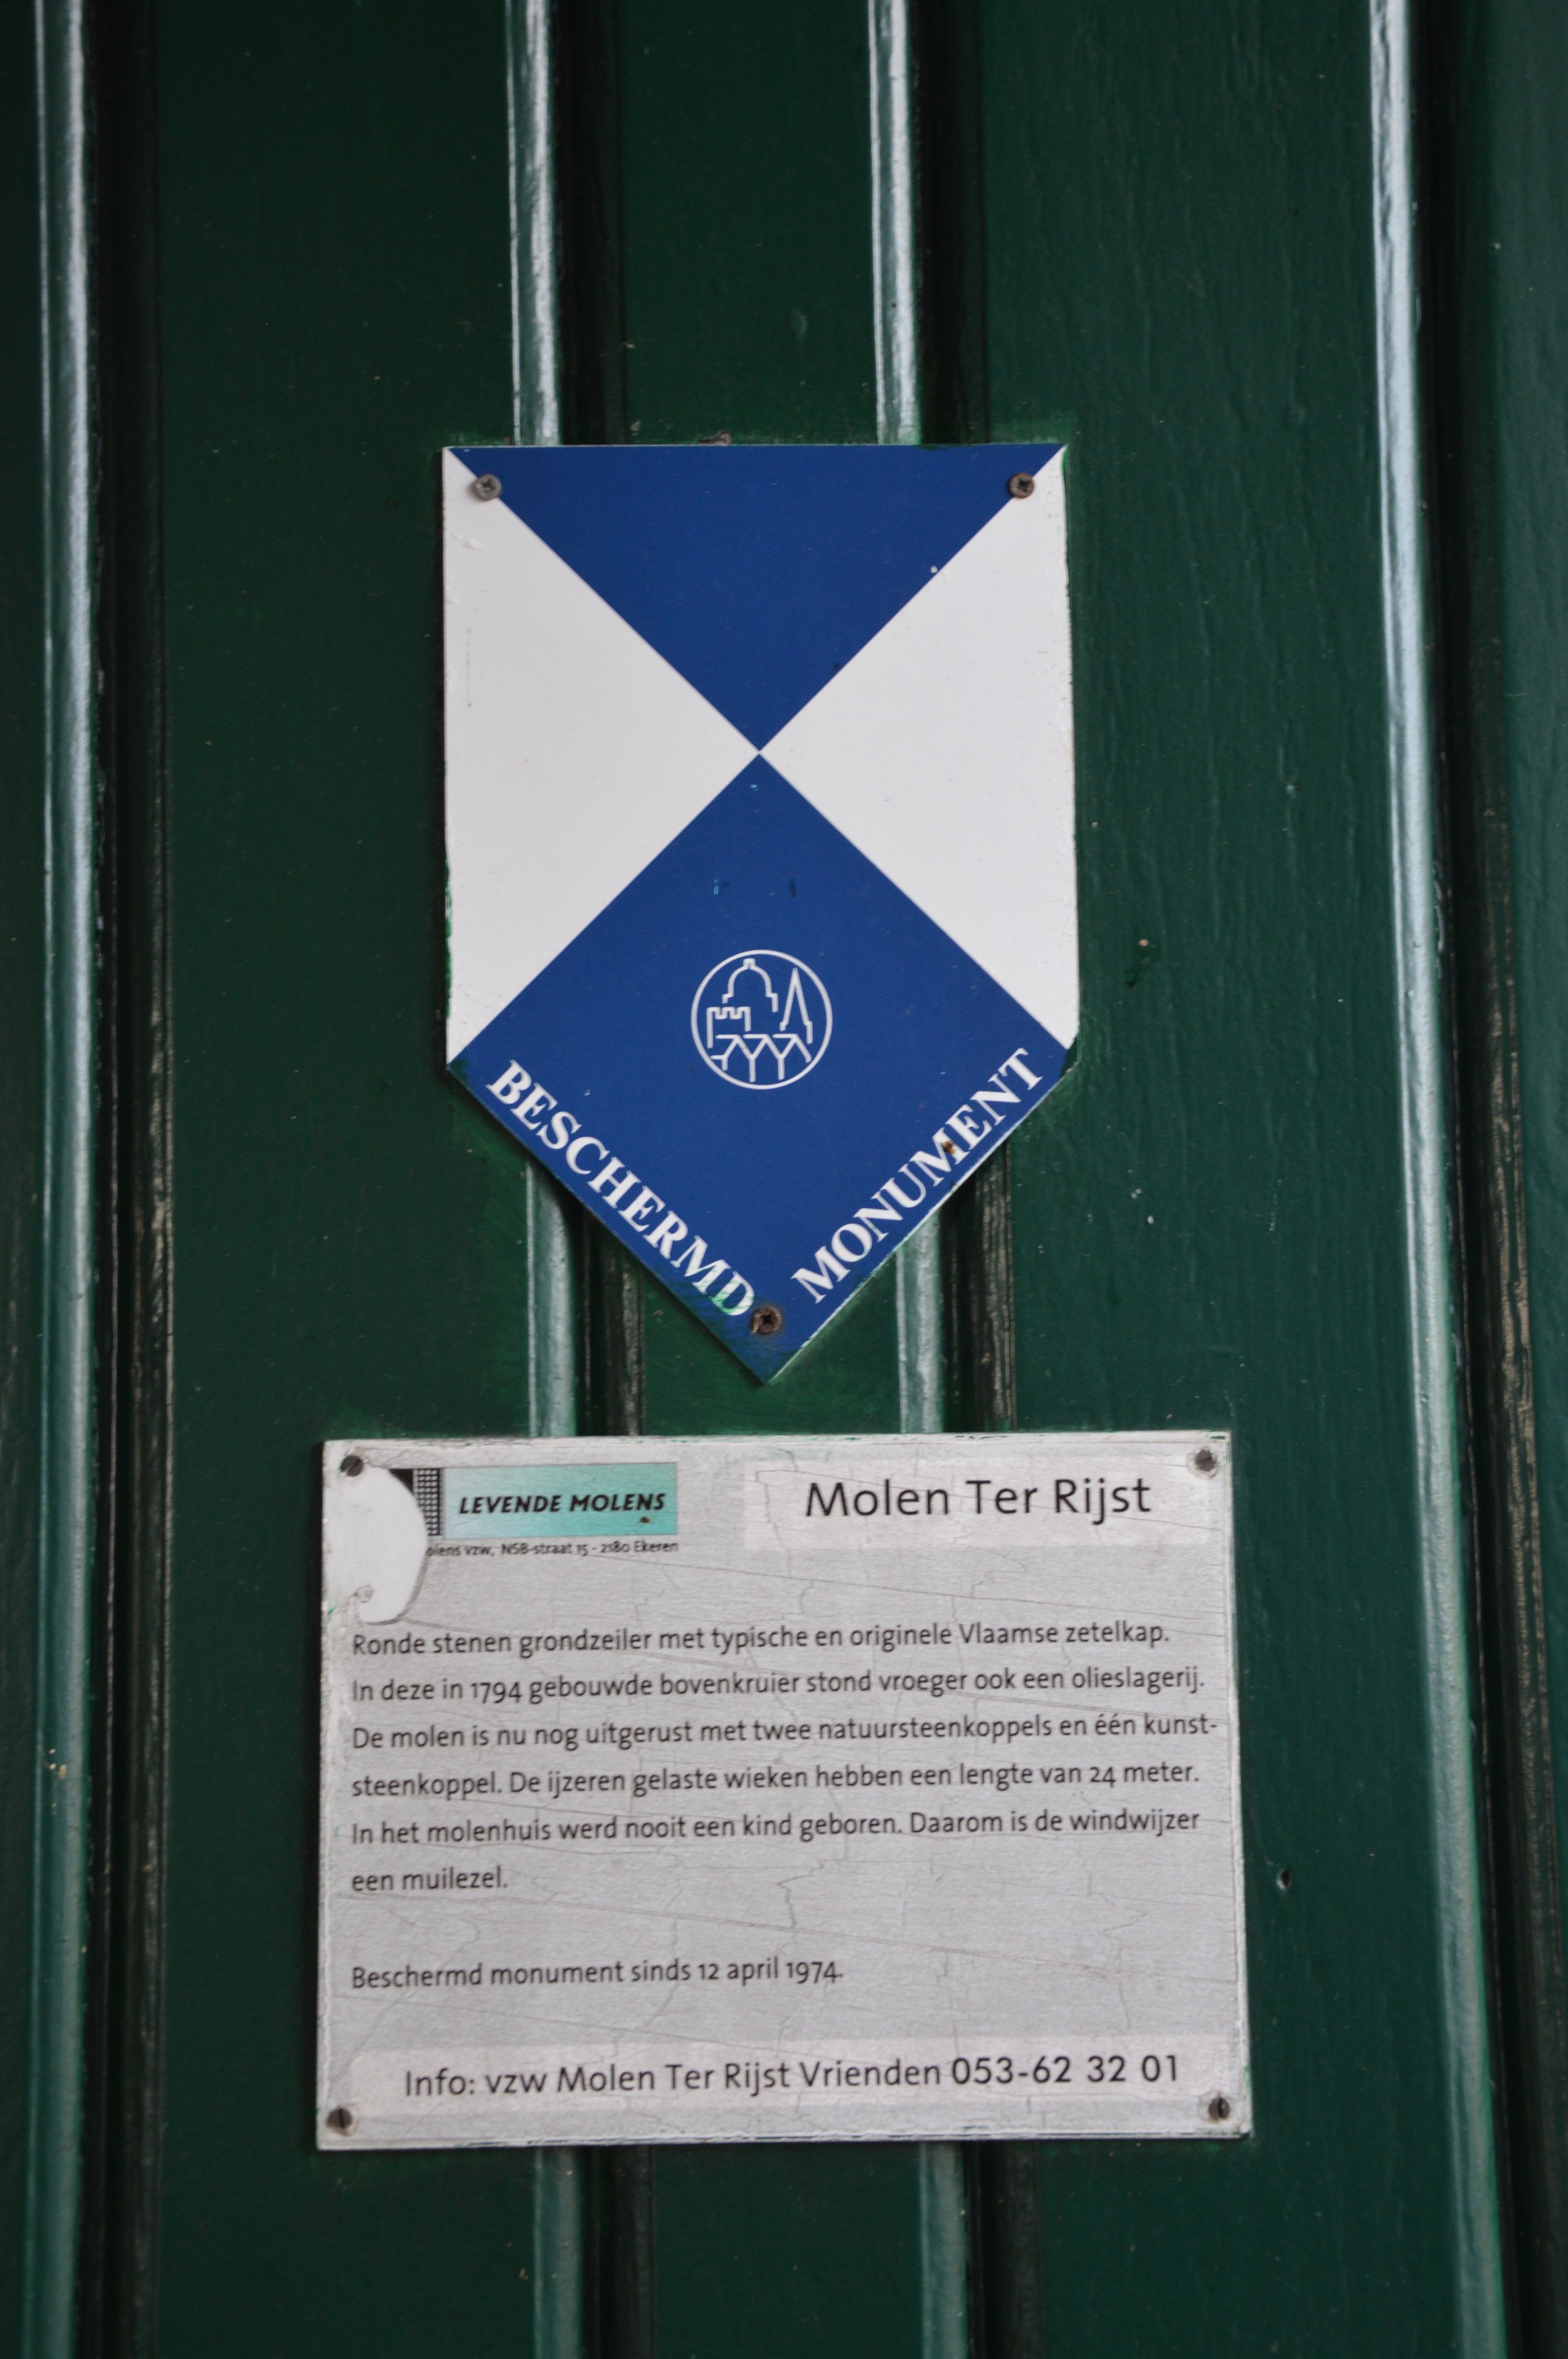 BESCHERMD
MONUMENT
LEVENDE MOLENS
Molen Ter Rijst
vzw, NSB-straat 15 - 2180 Ekeren
Ronde stenen grondzeiler met typische en originele Vlaamse zetelkap.
In deze in 1794 gebouwde bovenkruier stond vroeger ook een olieslagerij.
De molen is nu nog uitgerust met twee natuursteenkoppels en één kunst-
steenkoppel. De ijzeren gelaste wieken hebben een lengte van 24 meter.
In het molenhuis werd nooit een kind geboren. Daarom is de windwijzer
een muilezel.
Beschermd monument sinds 12 april 1974.
Info: vzw Molen Ter Rijst Vrienden 053-62 32 01